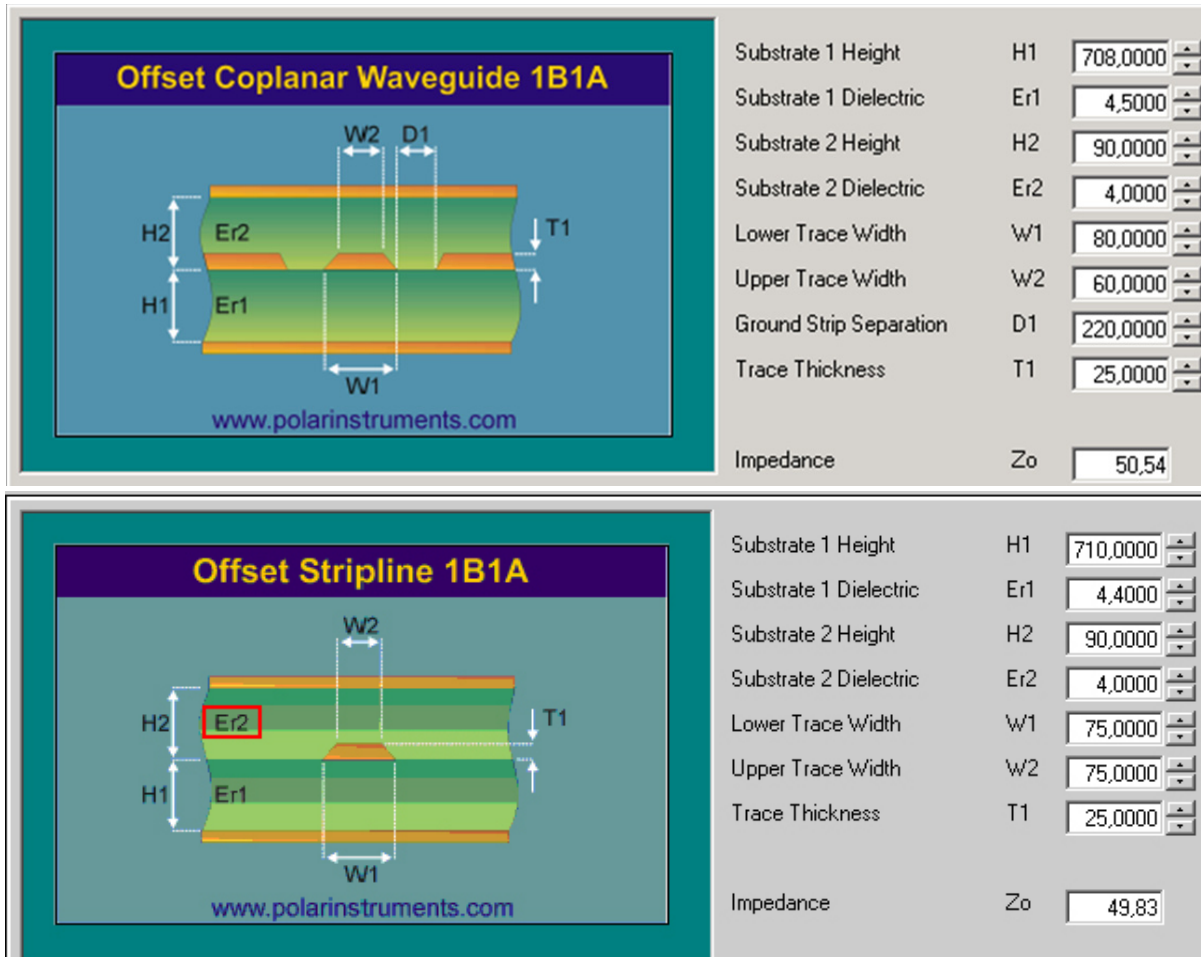 Offset Coplanar Waveguide 1B1A
W2 D1
H2 Er2 T1
H1 Er1
W1
www.polarinstruments.com
Substrate 1 Height H1 708,0000
Substrate 1 Dielectric Er1 4,5000
Substrate 2 Height H2 90,0000
Substrate 2 Dielectric Er2 4,0000
Lower Trace Width W1 80,0000
Upper Trace Width W2 60,0000
Ground Strip Separation D1 220,0000
Trace Thickness T1 25,0000
Impedance Zo 50,54
Offset Stripline 1B1A
W2
H2 Er2 T1
H1 Er1
W1
www.polarinstruments.com
Substrate 1 Height H1 710,0000
Substrate 1 Dielectric Er1 4,4000
Substrate 2 Height H2 90,0000
Substrate 2 Dielectric Er2 4,0000
Lower Trace Width W1 75,0000
Upper Trace Width W2 75,0000
Trace Thickness T1 25,0000
Impedance Zo 49,83